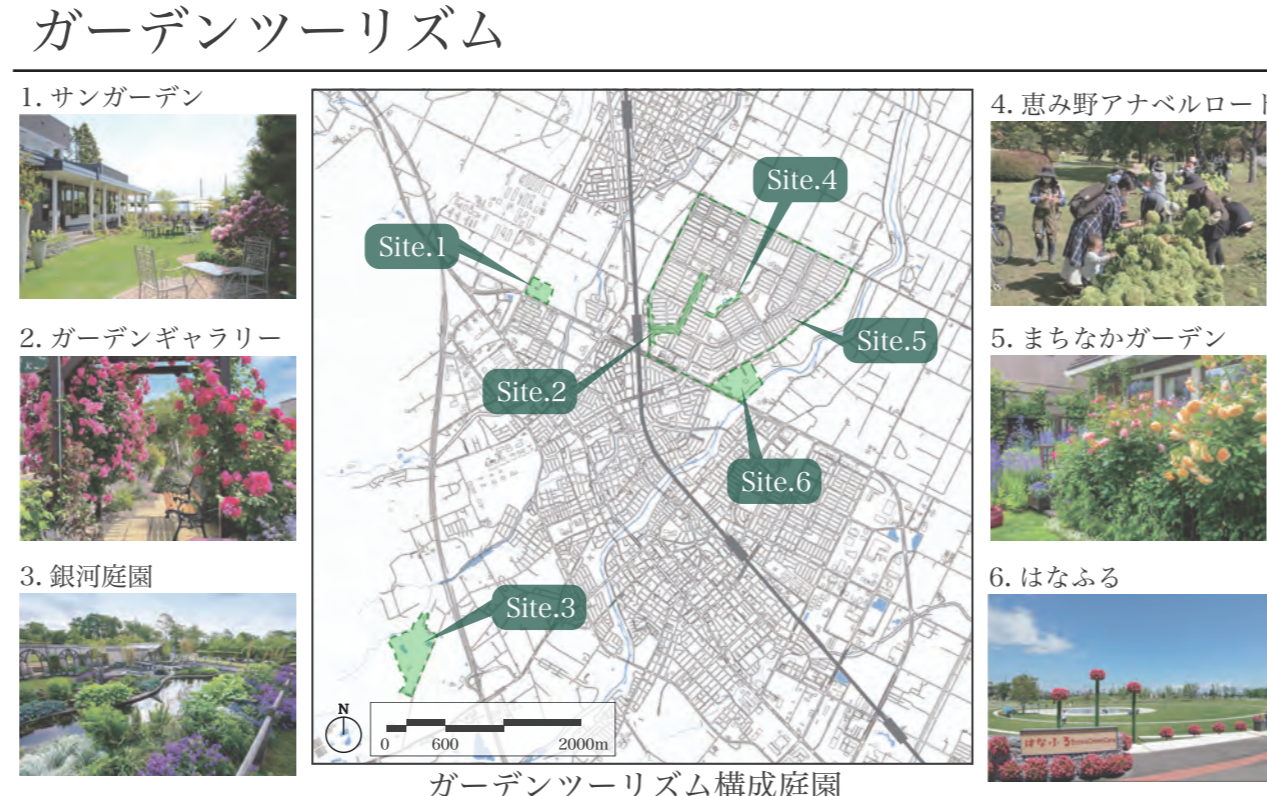 ガーデンツーリズム
1. サンガーデン
2. ガーデンギャラリー
3. 銀河庭園
Site.1
Site.2
Site.3
Site.4
Site.5
Site.6
N
0 600 2000m
ガーデンツーリズム構成庭園
4. 恵み野アナベルロード
5. まちなかガーデン
6. はなふる
はなふる